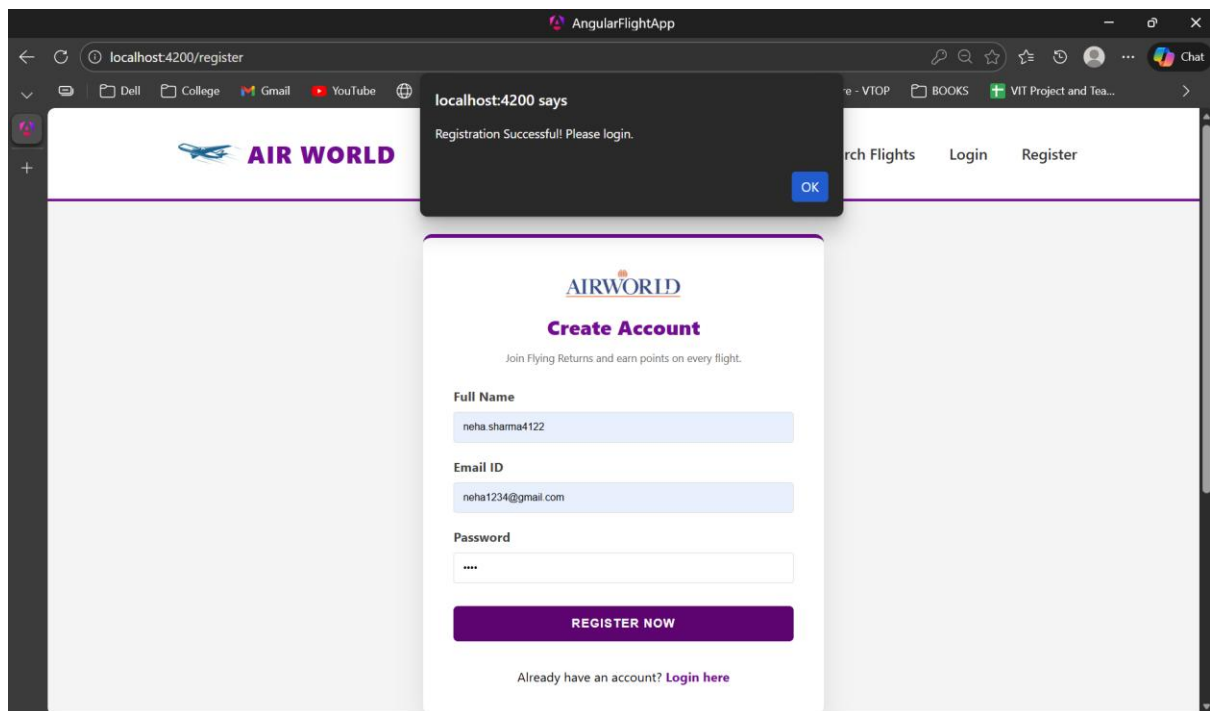 AngularFlightApp
localhost:4200/register
Chat
Dell College Gmail YouTube re - VTOP BOOKS VIT Project and Tea...
localhost:4200 says
Registration Successful! Please login.
OK
AIR WORLD rch Flights Login Register
AIRWORLD
Create Account
Join Flying Returns and earn points on every flight.
Full Name
neha.sharma4122
Email ID
neha1234@gmail.com
Password
••••
REGISTER NOW
Already have an account? Login here